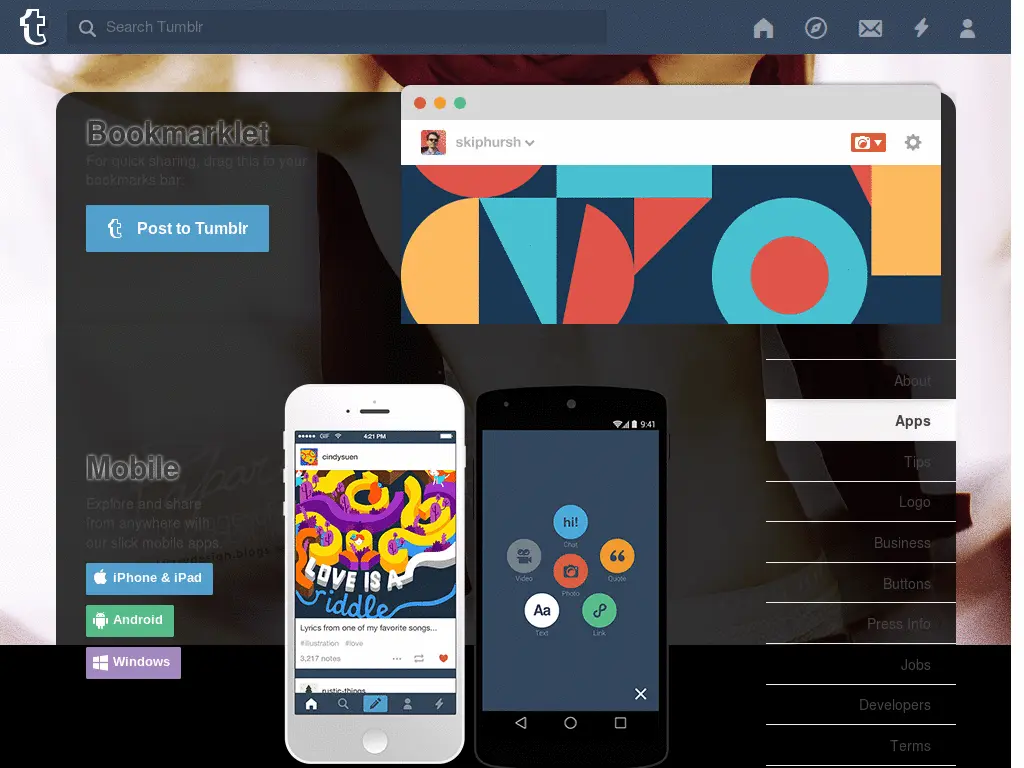 Search Tumblr
Bookmarklet
For quick sharing, drag this to your
bookmarks bar:
Post to Tumblr
skiphursh
Mobile
Explore and share
from anywhere with
our slick mobile apps.
iPhone & iPad
Android
Windows
GIF
4:21 PM
cindysuen
LOVE IS A
riddle
Lyrics from one of my favorite songs...
#illustration #love
3,217 notes
rustic-things
9:41
hi!
Chat
Video
Quote
Photo
Aa
Text
Link
About
Apps
Tips
Logo
Business
Buttons
Press Info
Jobs
Developers
Terms